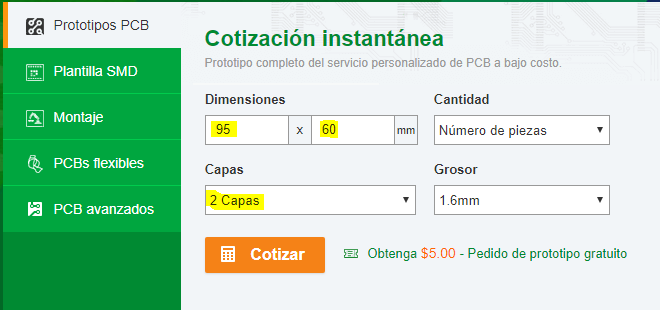 Prototipos PCB
Plantilla SMD
Montaje
PCBs flexibles
PCB avanzados
Cotización instantánea
Prototipo completo del servicio personalizado de PCB a bajo costo.
Dimensiones Cantidad
95 x 60 mm Número de piezas
Capas Grosor
2 Capas 1.6mm
Cotizar Obtenga $5.00 - Pedido de prototipo gratuito